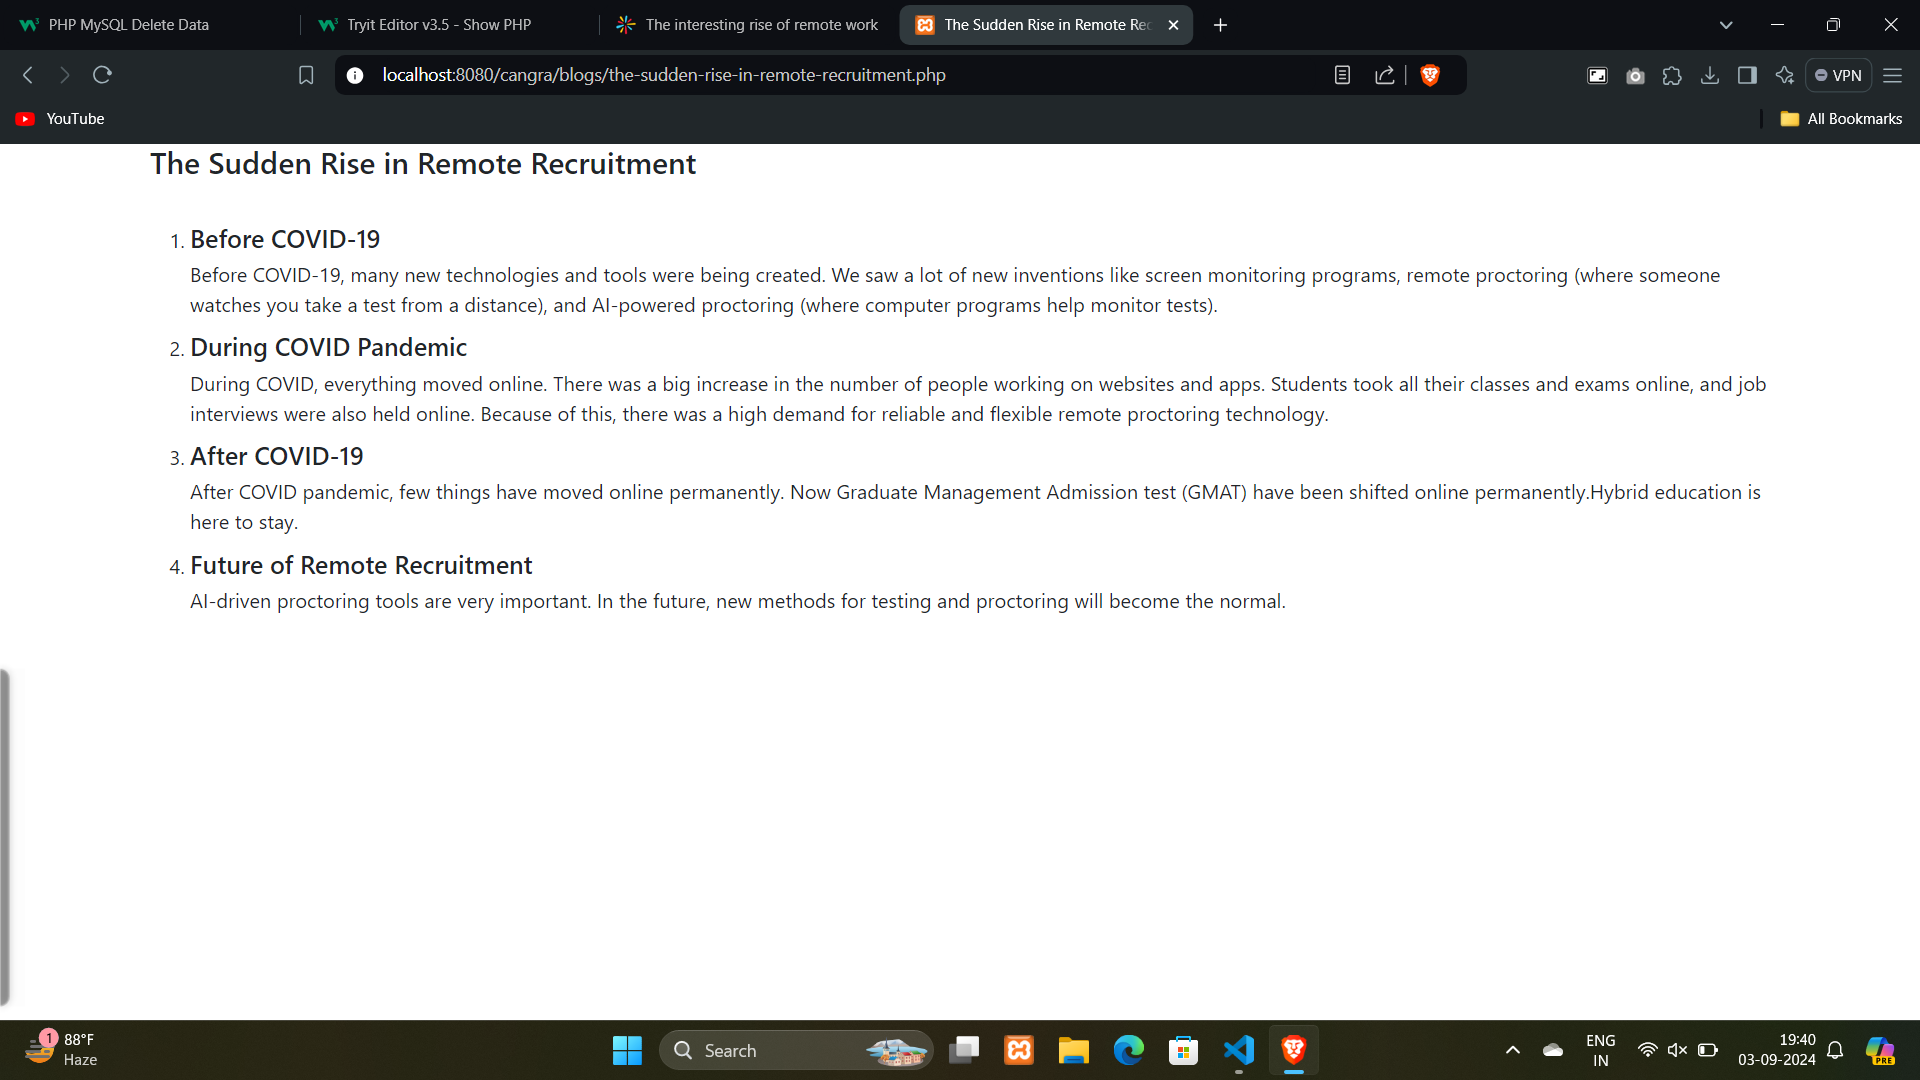 PHP MySQL Delete Data
Tryit Editor v3.5 - Show PHP
The interesting rise of remote work
The Sudden Rise in Remote Rec
localhost:8080/cangra/blogs/the-sudden-rise-in-remote-recruitment.php
VPN
YouTube
All Bookmarks
The Sudden Rise in Remote Recruitment
1. Before COVID-19
Before COVID-19, many new technologies and tools were being created. We saw a lot of new inventions like screen monitoring programs, remote proctoring (where someone
watches you take a test from a distance), and AI-powered proctoring (where computer programs help monitor tests).
2. During COVID Pandemic
During COVID, everything moved online. There was a big increase in the number of people working on websites and apps. Students took all their classes and exams online, and job
interviews were also held online. Because of this, there was a high demand for reliable and flexible remote proctoring technology.
3. After COVID-19
After COVID pandemic, few things have moved online permanently. Now Graduate Management Admission test (GMAT) have been shifted online permanently.Hybrid education is
here to stay.
4. Future of Remote Recruitment
AI-driven proctoring tools are very important. In the future, new methods for testing and proctoring will become the normal.
1
88°F
Haze
Search
ENG
IN
19:40
03-09-2024
PRE